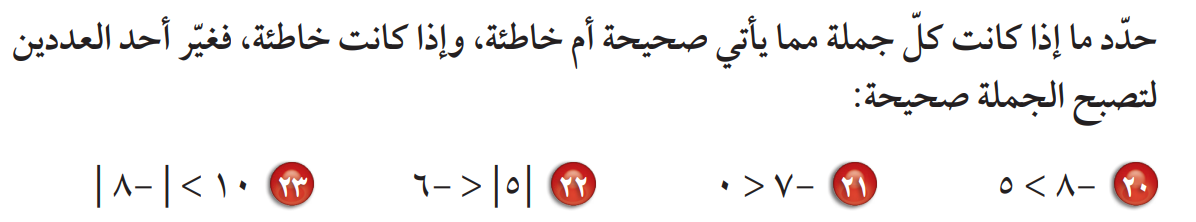 حدّد ما إذا كانت كلّ جملة مما يأتي صحيحة أم خاطئة، وإذا كانت خاطئة، فغيّر أحد العددين
لتصبح الجملة صحيحة:
٢٠ –٨ > ٥ ٢١ –٧ < ٠ ٢٢ |٥| < –٦ ٢٣ ١٠ > |–٨|